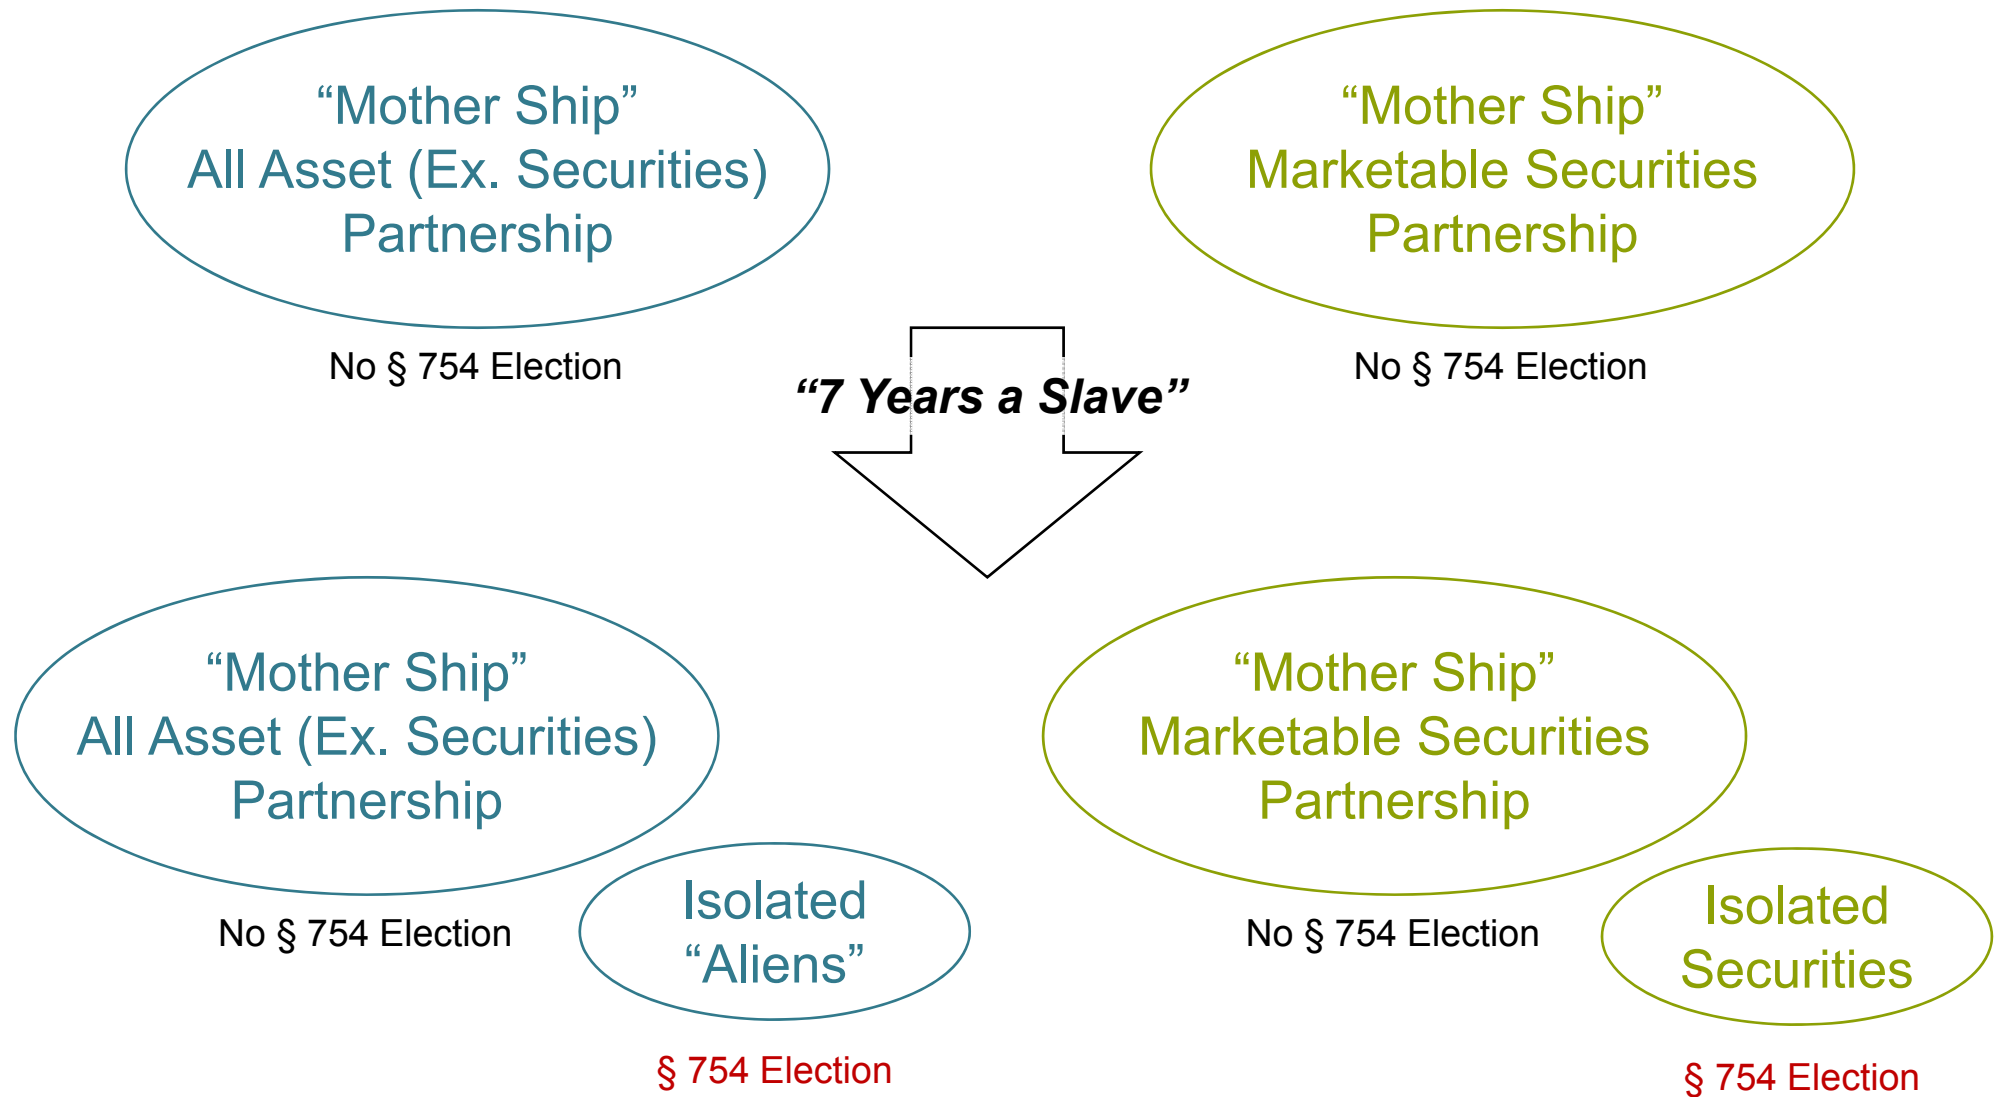 “Mother Ship”
All Asset (Ex. Securities)
Partnership
No § 754 Election
“Mother Ship”
Marketable Securities
Partnership
No § 754 Election
“7 Years a Slave”
“Mother Ship”
All Asset (Ex. Securities)
Partnership
No § 754 Election
Isolated
“Aliens”
§ 754 Election
“Mother Ship”
Marketable Securities
Partnership
No § 754 Election
Isolated
Securities
§ 754 Election